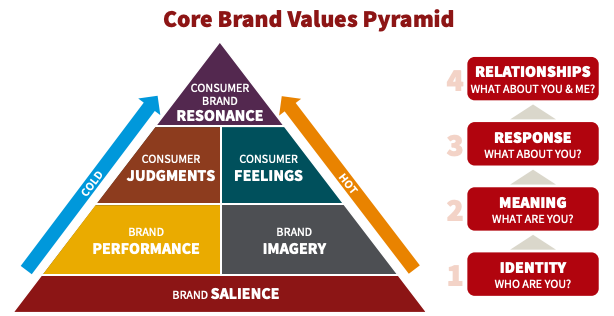 Core Brand Values Pyramid
CONSUMER
BRAND
RESONANCE
CONSUMER
JUDGMENTS
CONSUMER
FEELINGS
BRAND
PERFORMANCE
BRAND
IMAGERY
BRAND SALIENCE
COLD
HOT
4
RELATIONSHIPS
WHAT ABOUT YOU & ME?
3
RESPONSE
WHAT ABOUT YOU?
2
MEANING
WHAT ARE YOU?
1
IDENTITY
WHO ARE YOU?